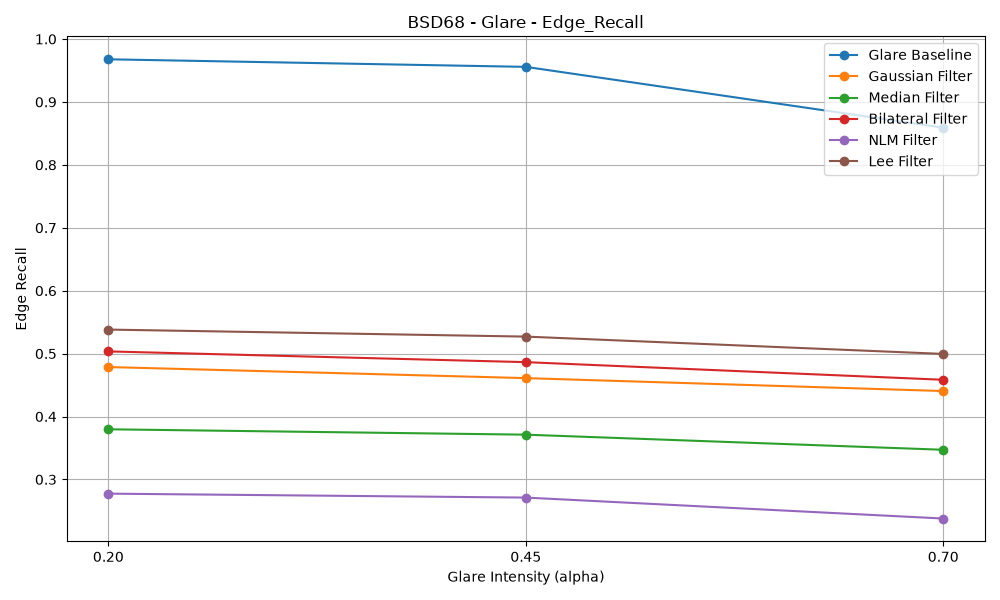 BSD68 - Glare - Edge_Recall
Edge Recall
1.0
0.9
0.8
0.7
0.6
0.5
0.4
0.3
Glare Baseline
Gaussian Filter
Median Filter
Bilateral Filter
NLM Filter
Lee Filter
0.20
0.45
0.70
Glare Intensity (alpha)